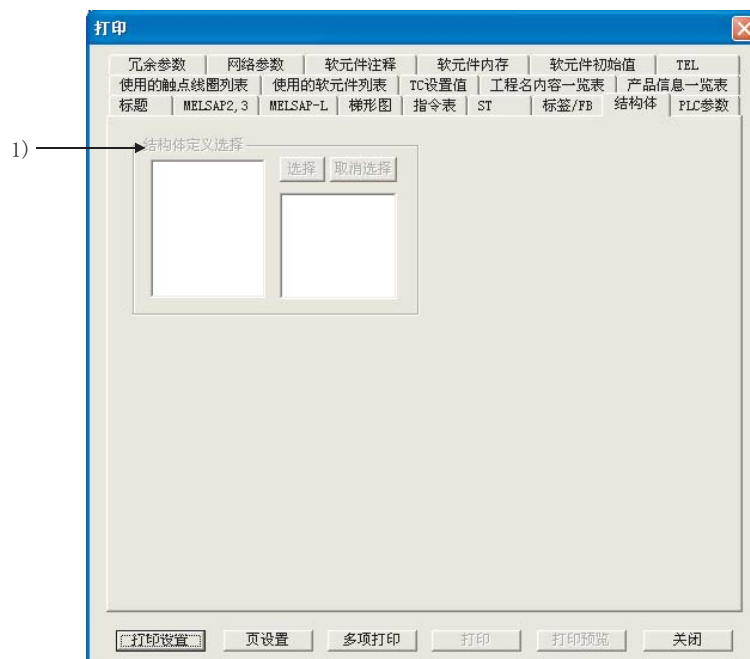 打印
冗余参数 网络参数 软元件注释 软元件内存 软元件初始值 TEL
使用的触点线圈列表 使用的软元件列表 TC设置值 工程名内容一览表 产品信息一览表
标题 MELSAP2,3 MELSAP-L 梯形图 指令表 ST 标签/FB 结构体 PLC参数
1) 结构体定义选择
选择 取消选择
打印设置 页设置 多项打印 打印 打印预览 关闭